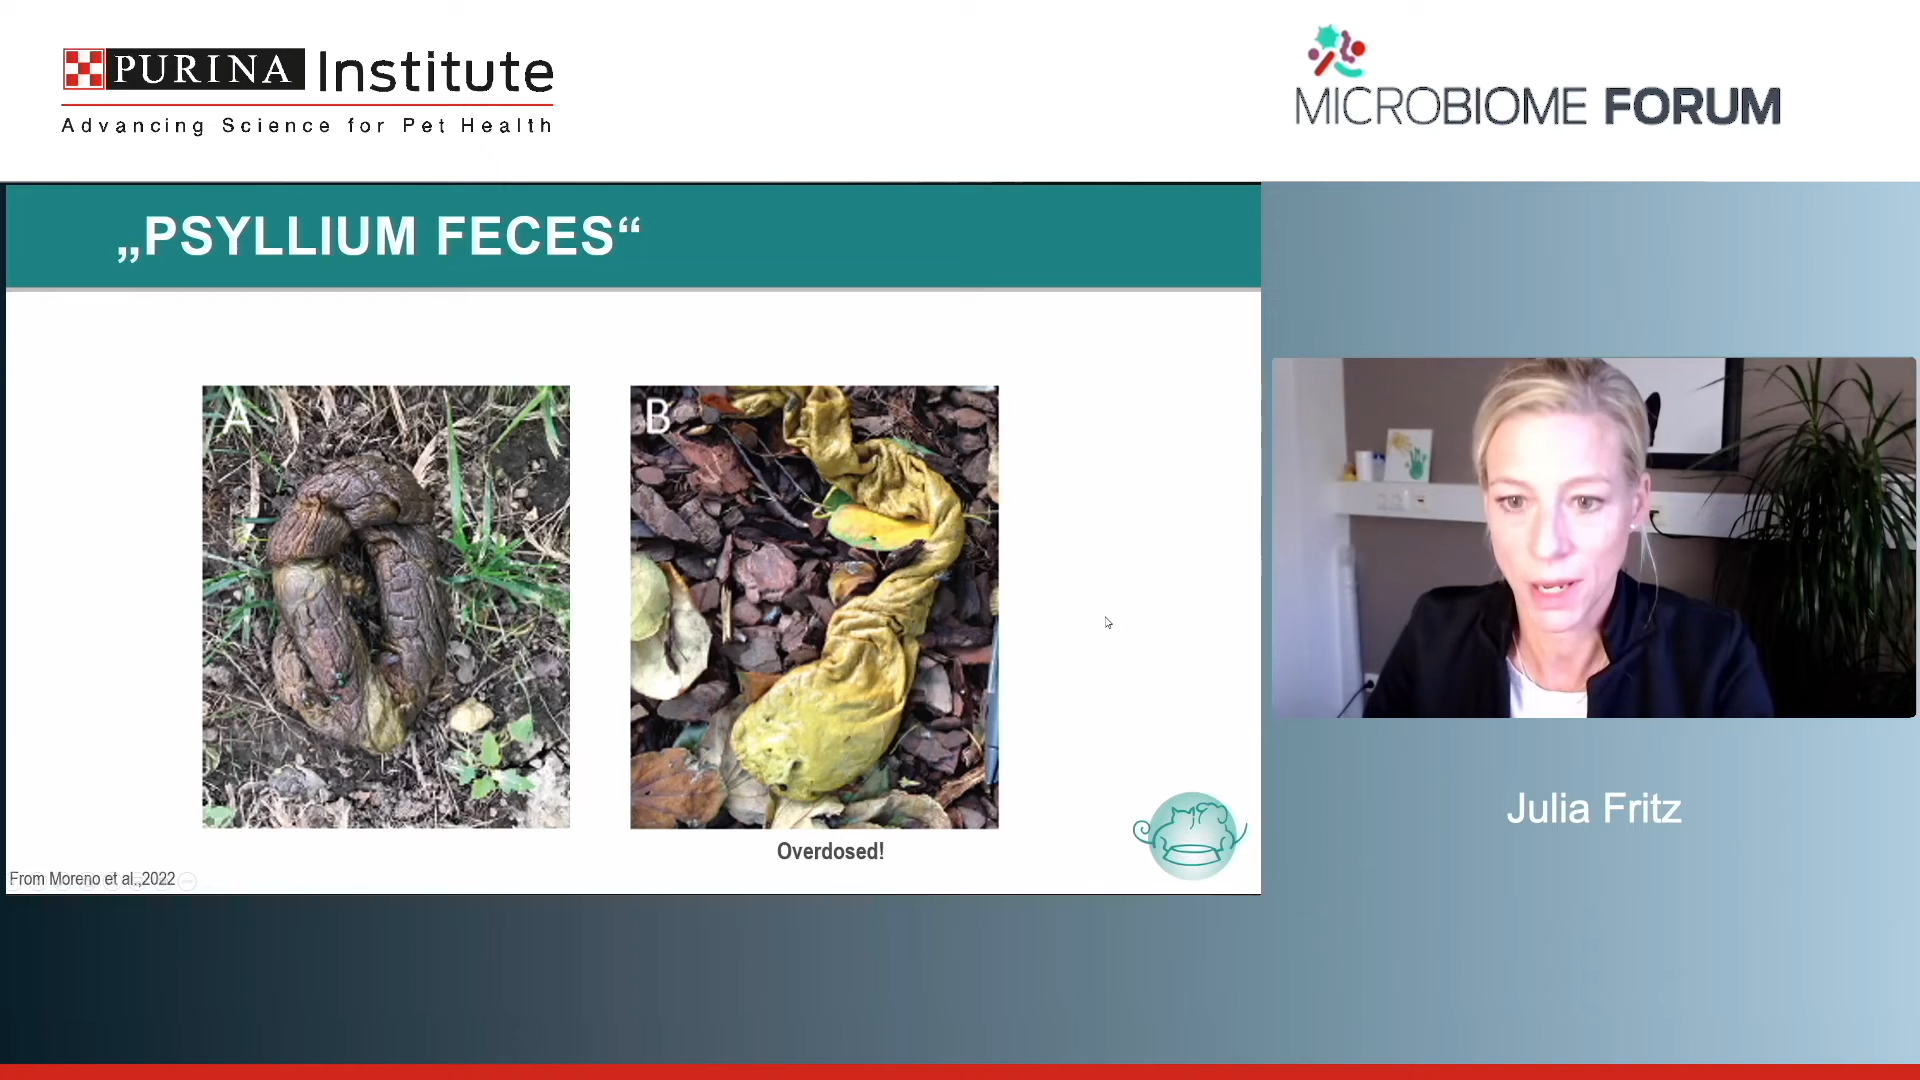 PURINA Institute
Advancing Science for Pet Health
MICROBIOME FORUM
„PSYLLIUM FECES“
A
B
Overdosed!
From Moreno et al.,2022
Julia Fritz